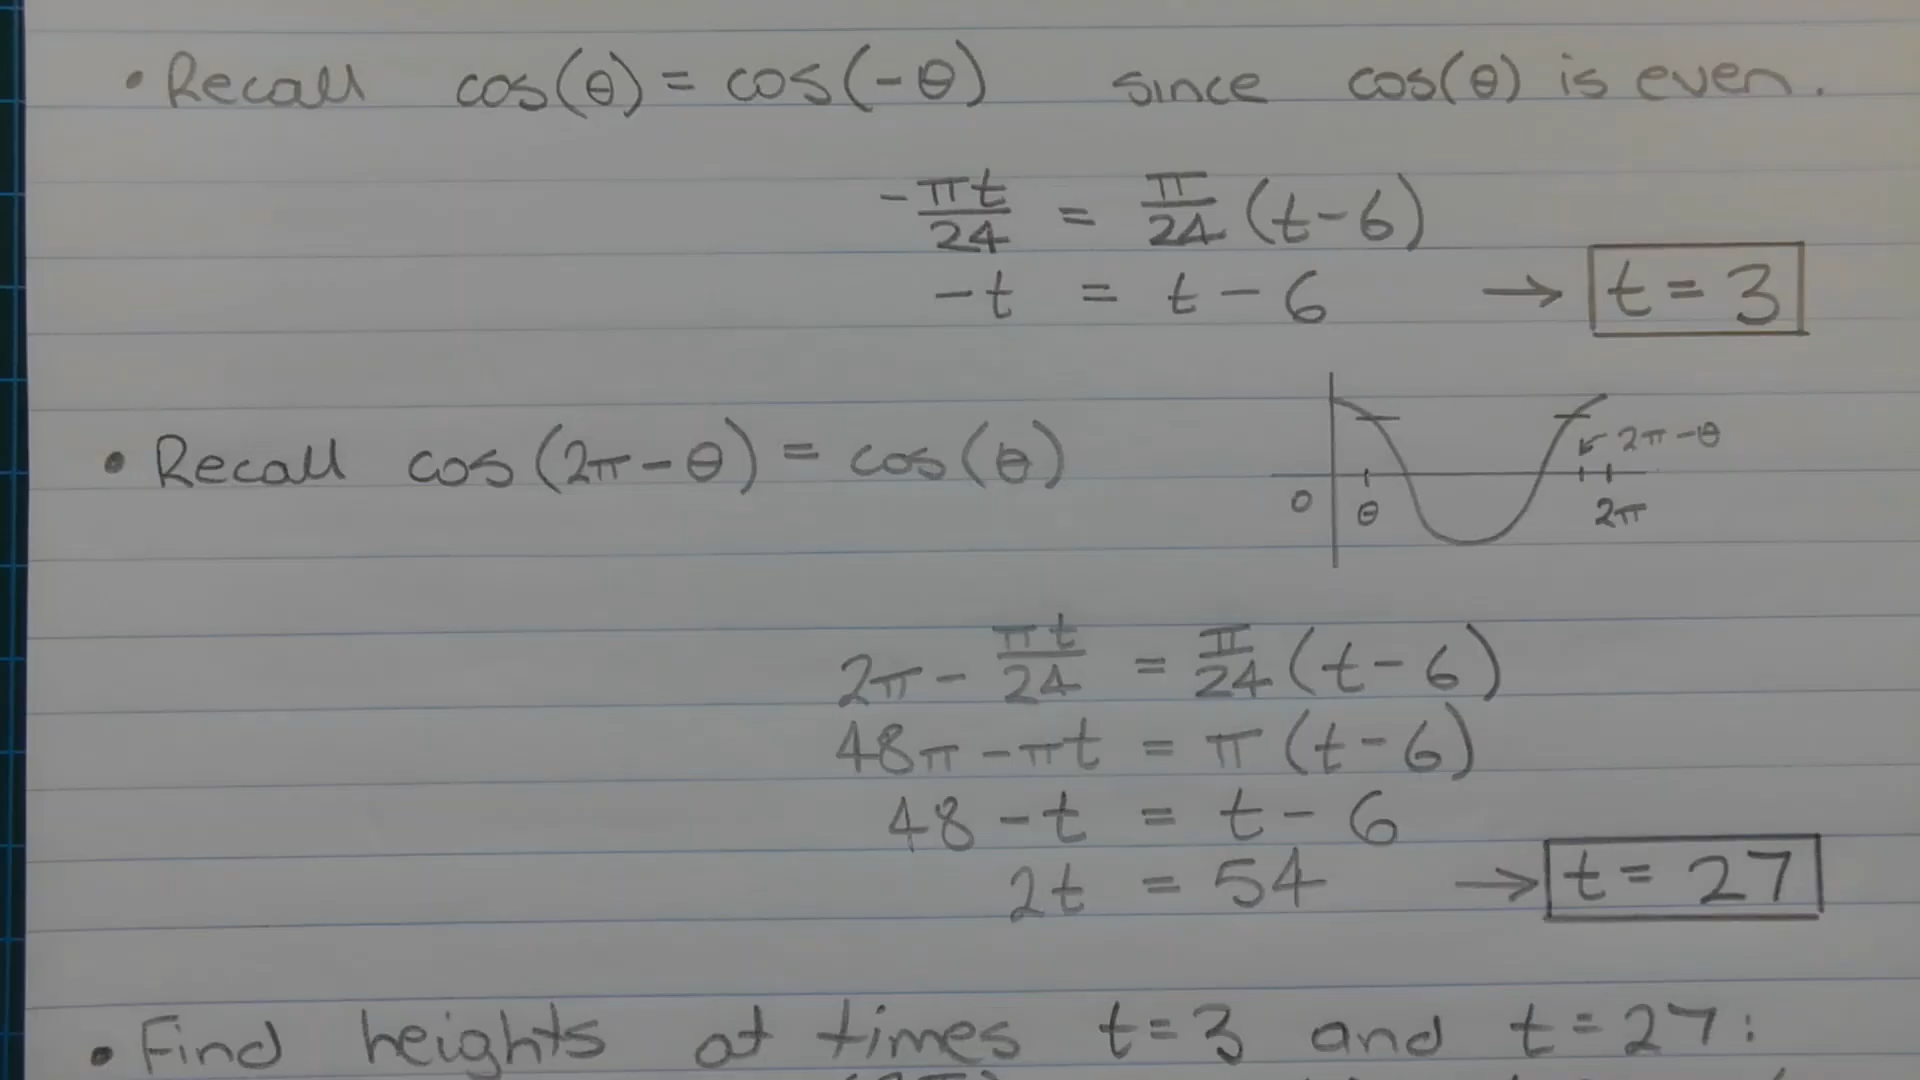 • Recall cos(θ) = cos(-θ) since cos(θ) is even.
-πt/24 = π/24 (t-6)
-t = t - 6 → t = 3
• Recall cos(2π-θ) = cos(θ)
2π-θ
0 θ 2π
2π - πt/24 = π/24 (t-6)
48π - πt = π(t-6)
48 - t = t - 6
2t = 54 → t = 27
• Find heights at times t=3 and t=27: